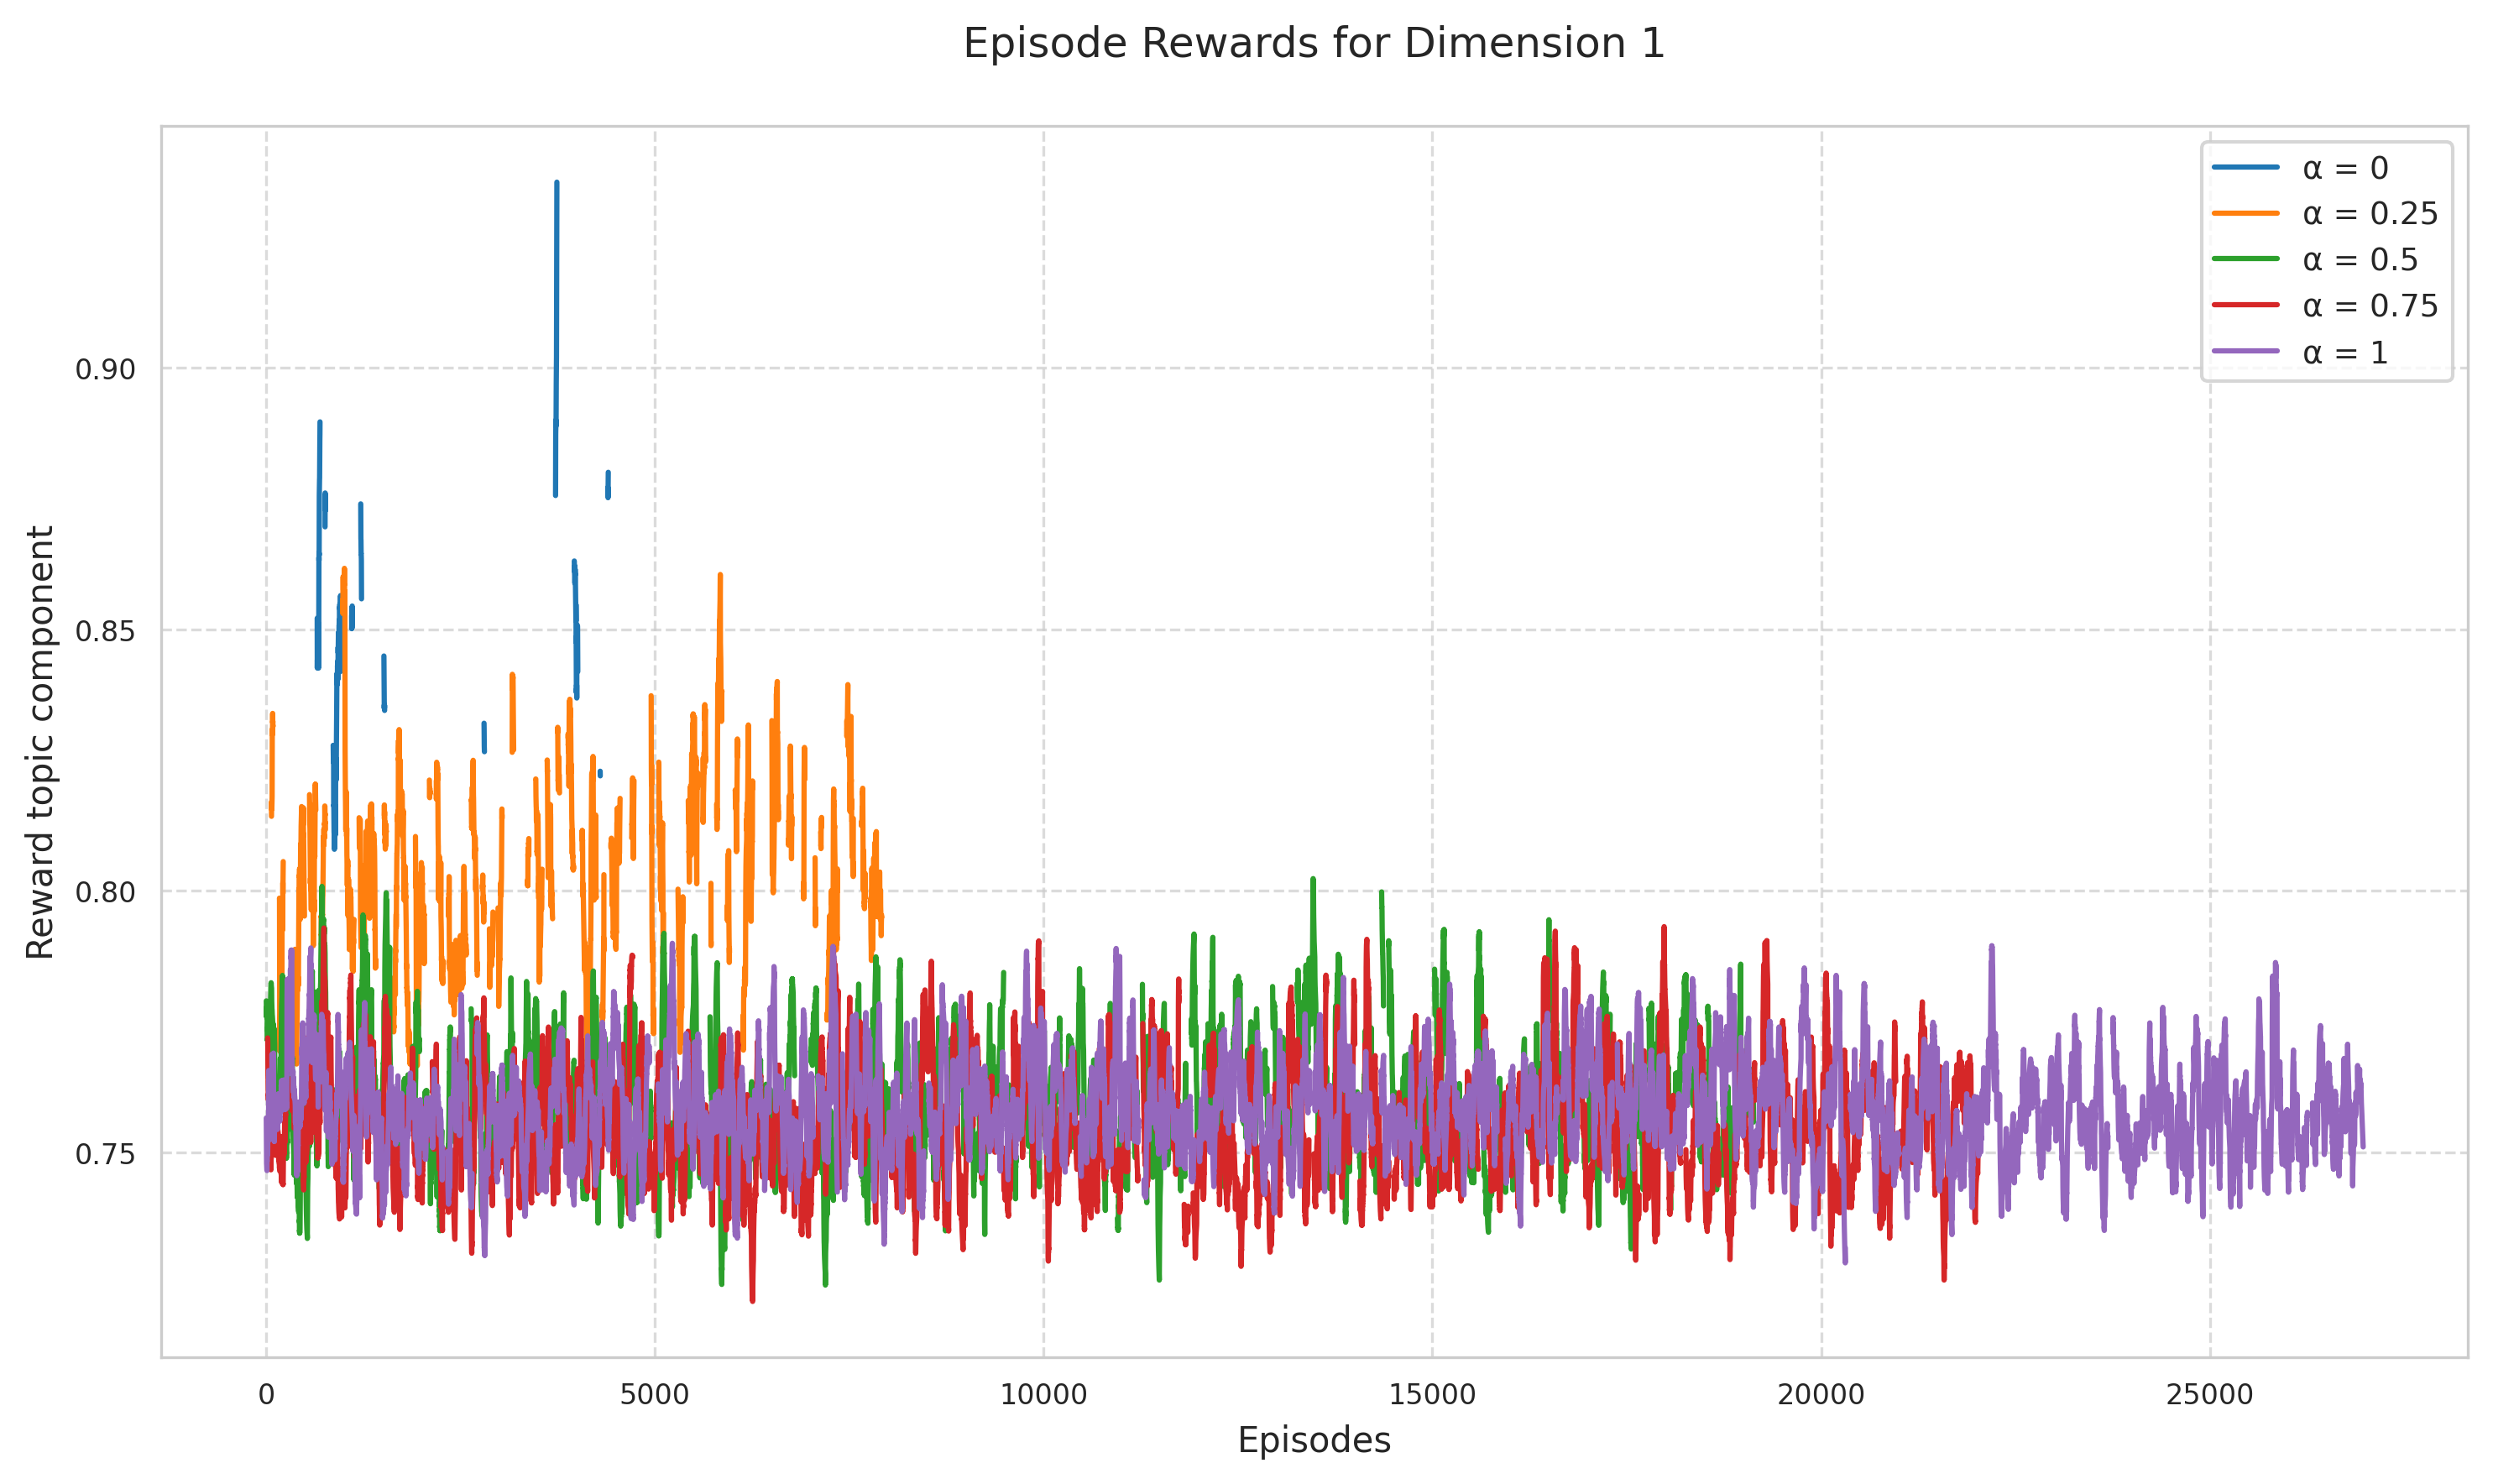 Episode Rewards for Dimension 1
α = 0
α = 0.25
α = 0.5
α = 0.75
α = 1
Reward topic component
0.90
0.85
0.80
0.75
0
5000
10000
15000
20000
25000
Episodes